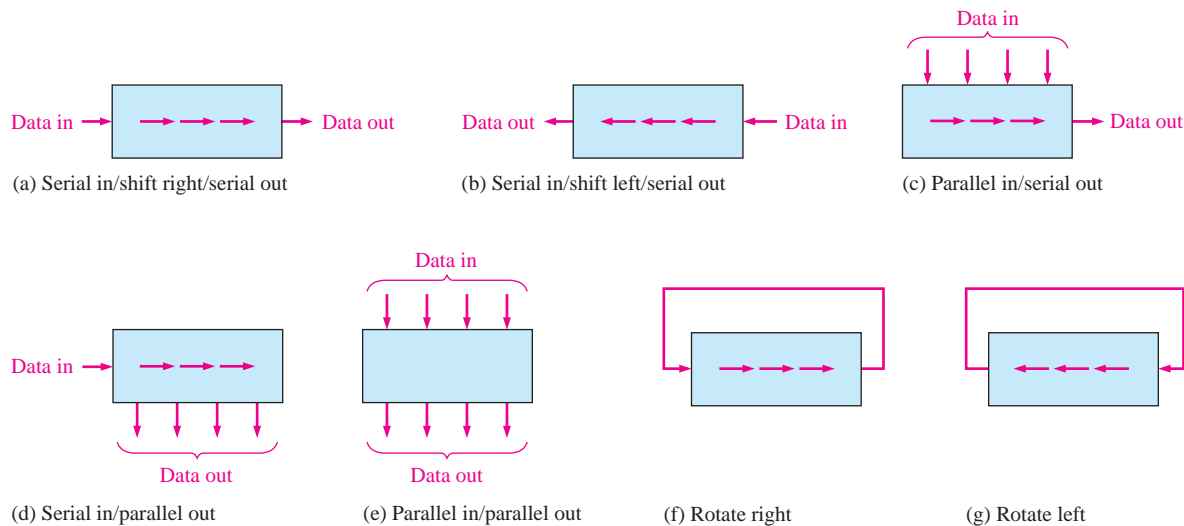 Data in
Data in
Data out
Data out
Data in
Data out
(a) Serial in/shift right/serial out
(b) Serial in/shift left/serial out
(c) Parallel in/serial out
Data in
Data in
Data out
Data out
(d) Serial in/parallel out
(e) Parallel in/parallel out
(f) Rotate right
(g) Rotate left